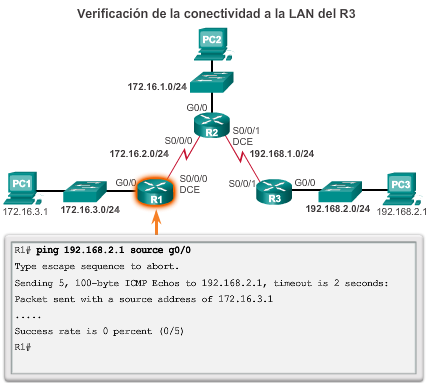 Verificación de la conectividad a la LAN del R3
PC2
172.16.1.0/24
G0/0
R2
S0/0/0
S0/0/1
DCE
172.16.2.0/24
192.168.1.0/24
PC1
G0/0
S0/0/0
DCE
R1
S0/0/1
R3
G0/0
PC3
172.16.3.1
172.16.3.0/24
192.168.2.0/24
192.168.2.1
R1# ping 192.168.2.1 source g0/0
Type escape sequence to abort.
Sending 5, 100-byte ICMP Echos to 192.168.2.1, timeout is 2 seconds:
Packet sent with a source address of 172.16.3.1
.....
Success rate is 0 percent (0/5)
R1#